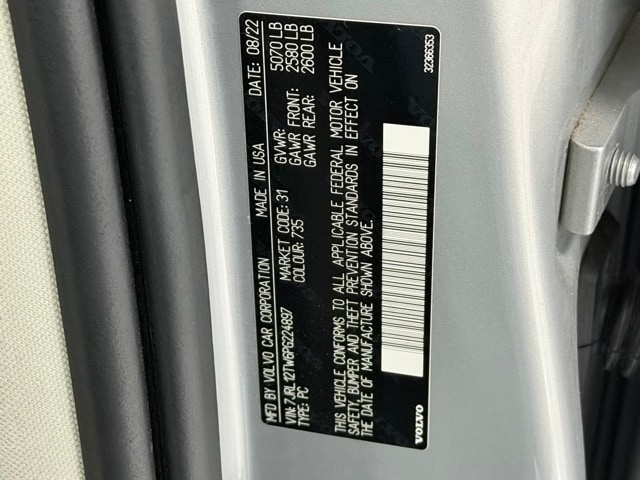 MFD BY VOLVO CAR CORPORATION MADE IN USA DATE: 08/22
VIN: 7JRL12TW6PG224897 MARKET CODE: 31 GVWR: 5070 LB
TYPE: PC COLOUR: 735 GAWR FRONT: 2580 LB
GAWR REAR: 2600 LB
THIS VEHICLE CONFORMS TO ALL APPLICABLE FEDERAL MOTOR VEHICLE
SAFETY, BUMPER AND THEFT PREVENTION STANDARDS IN EFFECT ON
THE DATE OF MANUFACTURE SHOWN ABOVE.
VOLVO 32366353